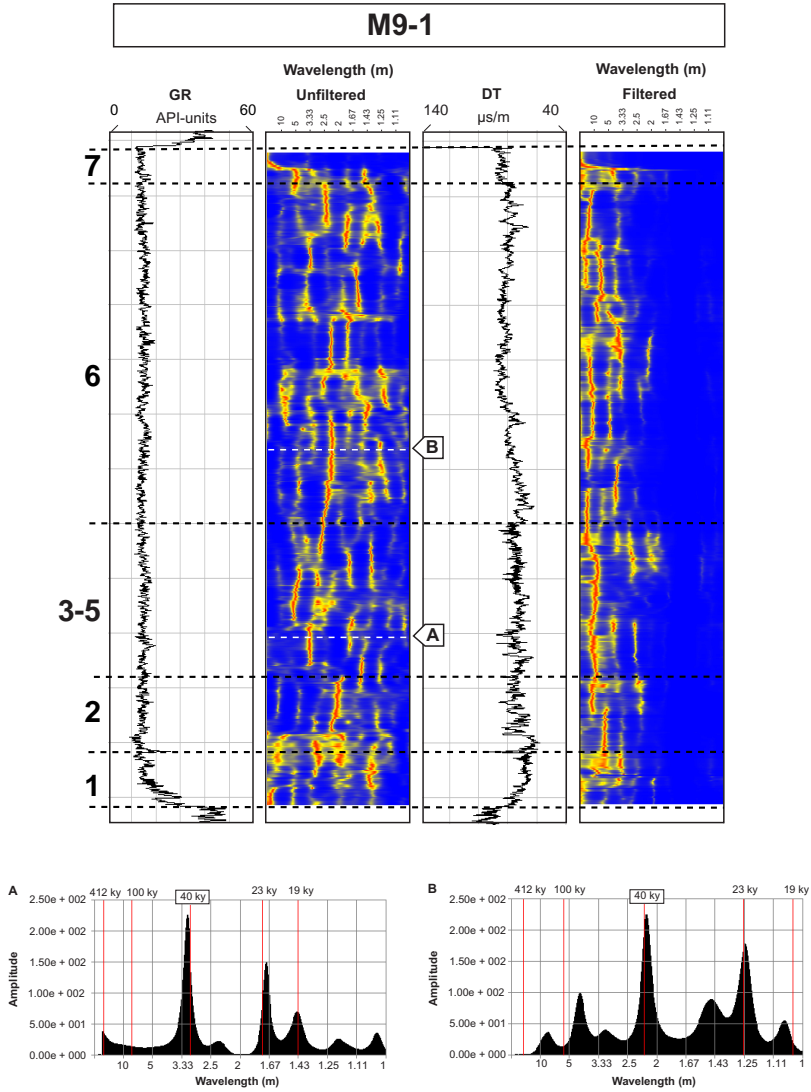 M9-1
Wavelength (m)
Wavelength (m)
GR
Unfiltered
DT
Filtered
0 API-units 60
10 5 3.33 2.5 2 1.67 1.43 1.25 1.11
140 µs/m 40
10 5 3.33 2.5 2 1.67 1.25 1.11
7
6
B
3-5
A
2
1
A
412 ky 100 ky 40 ky 23 ky 19 ky
2.50e + 002
2.00e + 002
1.50e + 002
1.00e + 002
5.00e + 001
0.00e + 000
Amplitude
10 5 3.33 2.5 2 1.67 1.43 1.25 1.11 1
Wavelength (m)
B
412 ky 100 ky 40 ky 23 ky 19 ky
2.50e + 002
2.00e + 002
1.50e + 002
1.00e + 002
5.00e + 001
0.00e + 000
Amplitude
10 5 3.33 2.5 2 1.67 1.43 1.25 1.11 1
Wavelength (m)